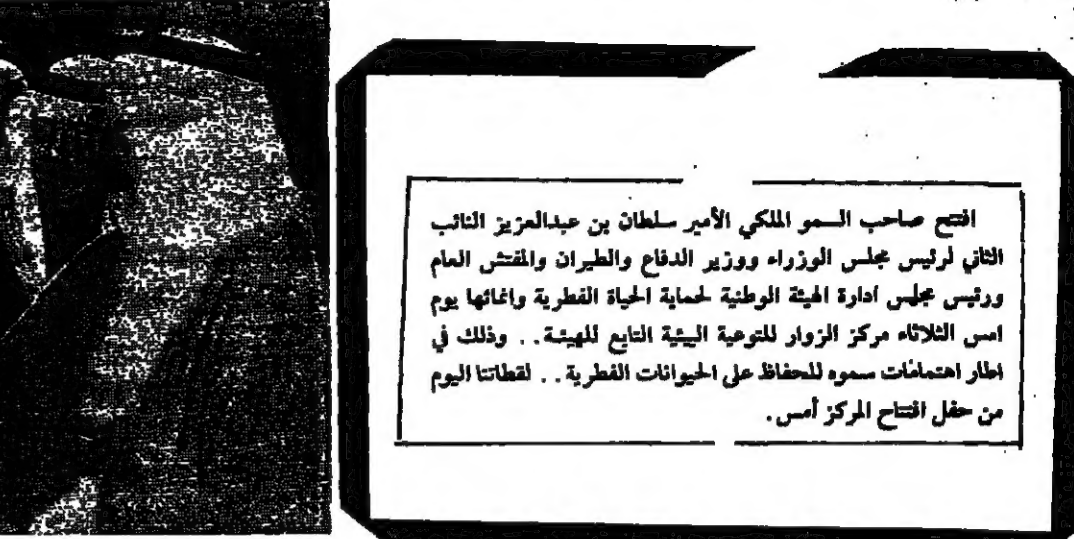 افتتح صاحب السمو الملكي الأمير سلطان بن عبدالعزيز النائب
الثاني لرئيس مجلس الوزراء ووزير الدفاع والطيران والمفتش العام
ورئيس مجلس ادارة الهيئة الوطنية لحماية الحياة الفطرية وانمائها يوم
امس الثلاثاء مركز الزوار للتوعية البيئية التابع للهيئة . . وذلك في
اطار اهتمامات سموه للحفاظ على الحيوانات الفطرية . . لقطاتنا اليوم
من حفل افتتاح المركز أمس .